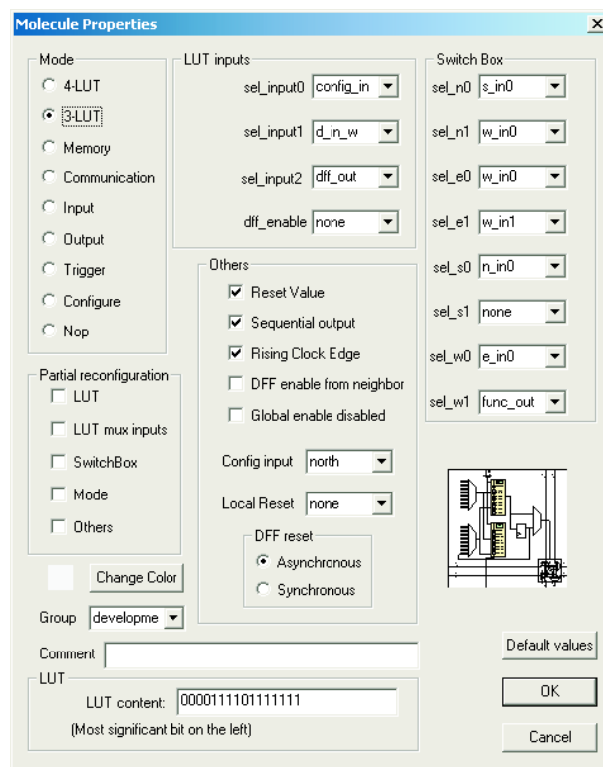 Molecule Properties
Mode
4-LUT
3-LUT
Memory
Communication
Input
Output
Trigger
Configure
Nop
LUT inputs
sel_input0 config_in
sel_input1 d_in_w
sel_input2 dff_out
dff_enable none
Switch Box
sel_n0 s_in0
sel_n1 w_in0
sel_e0 w_in0
sel_e1 w_in1
sel_s0 n_in0
sel_s1 none
sel_w0 e_in0
sel_w1 func_out
Others
Reset Value
Sequential output
Rising Clock Edge
DFF enable from neighbor
Global enable disabled
Config input north
Local Reset none
DFF reset
Asynchronous
Synchronous
Partial reconfiguration
LUT
LUT mux inputs
SwitchBox
Mode
Others
Change Color
Group developme
Comment
LUT
LUT content: 0000111101111111
(Most significant bit on the left)
Default values
OK
Cancel